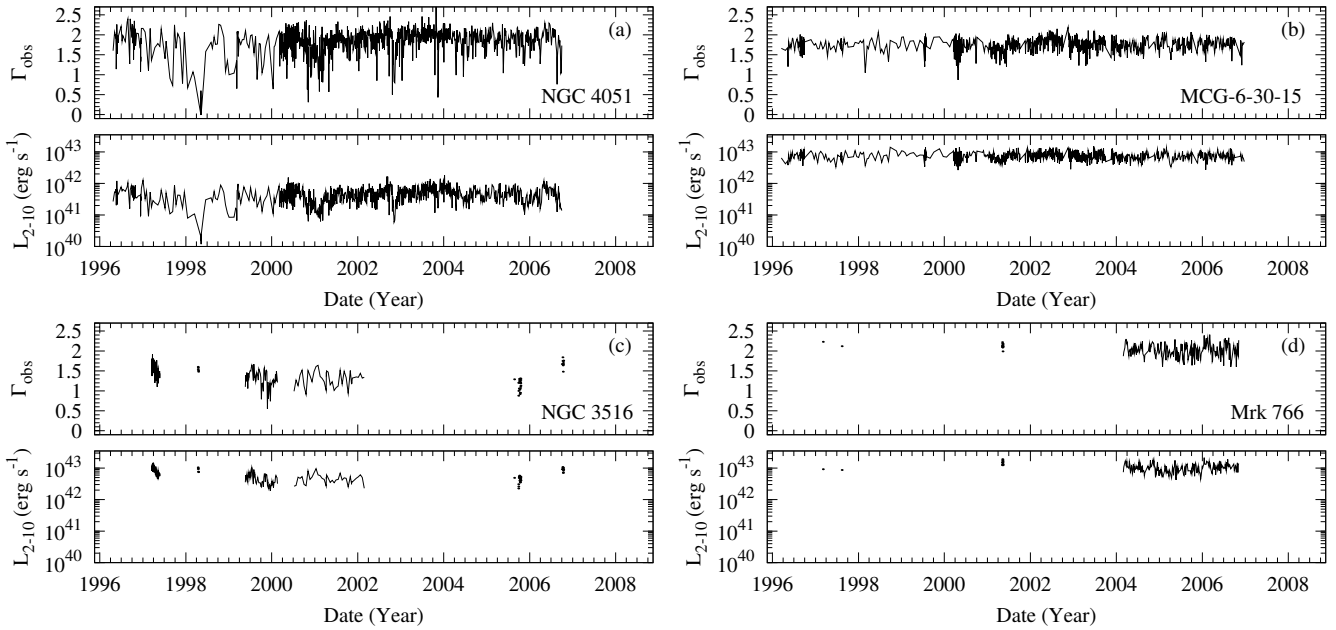 2.5
2
1.5
1
0.5
0
Γobs
(a)
NGC 4051
10^43
10^42
10^41
10^40
L2-10 (erg s^-1)
1996 1998 2000 2002 2004 2006 2008
Date (Year)
2.5
2
1.5
1
0.5
0
Γobs
(b)
MCG-6-30-15
10^43
10^42
10^41
10^40
L2-10 (erg s^-1)
1996 1998 2000 2002 2004 2006 2008
Date (Year)
2.5
2
1.5
1
0.5
0
Γobs
(c)
NGC 3516
10^43
10^42
10^41
10^40
L2-10 (erg s^-1)
1996 1998 2000 2002 2004 2006 2008
Date (Year)
2.5
2
1.5
1
0.5
0
Γobs
(d)
Mrk 766
10^43
10^42
10^41
10^40
L2-10 (erg s^-1)
1996 1998 2000 2002 2004 2006 2008
Date (Year)